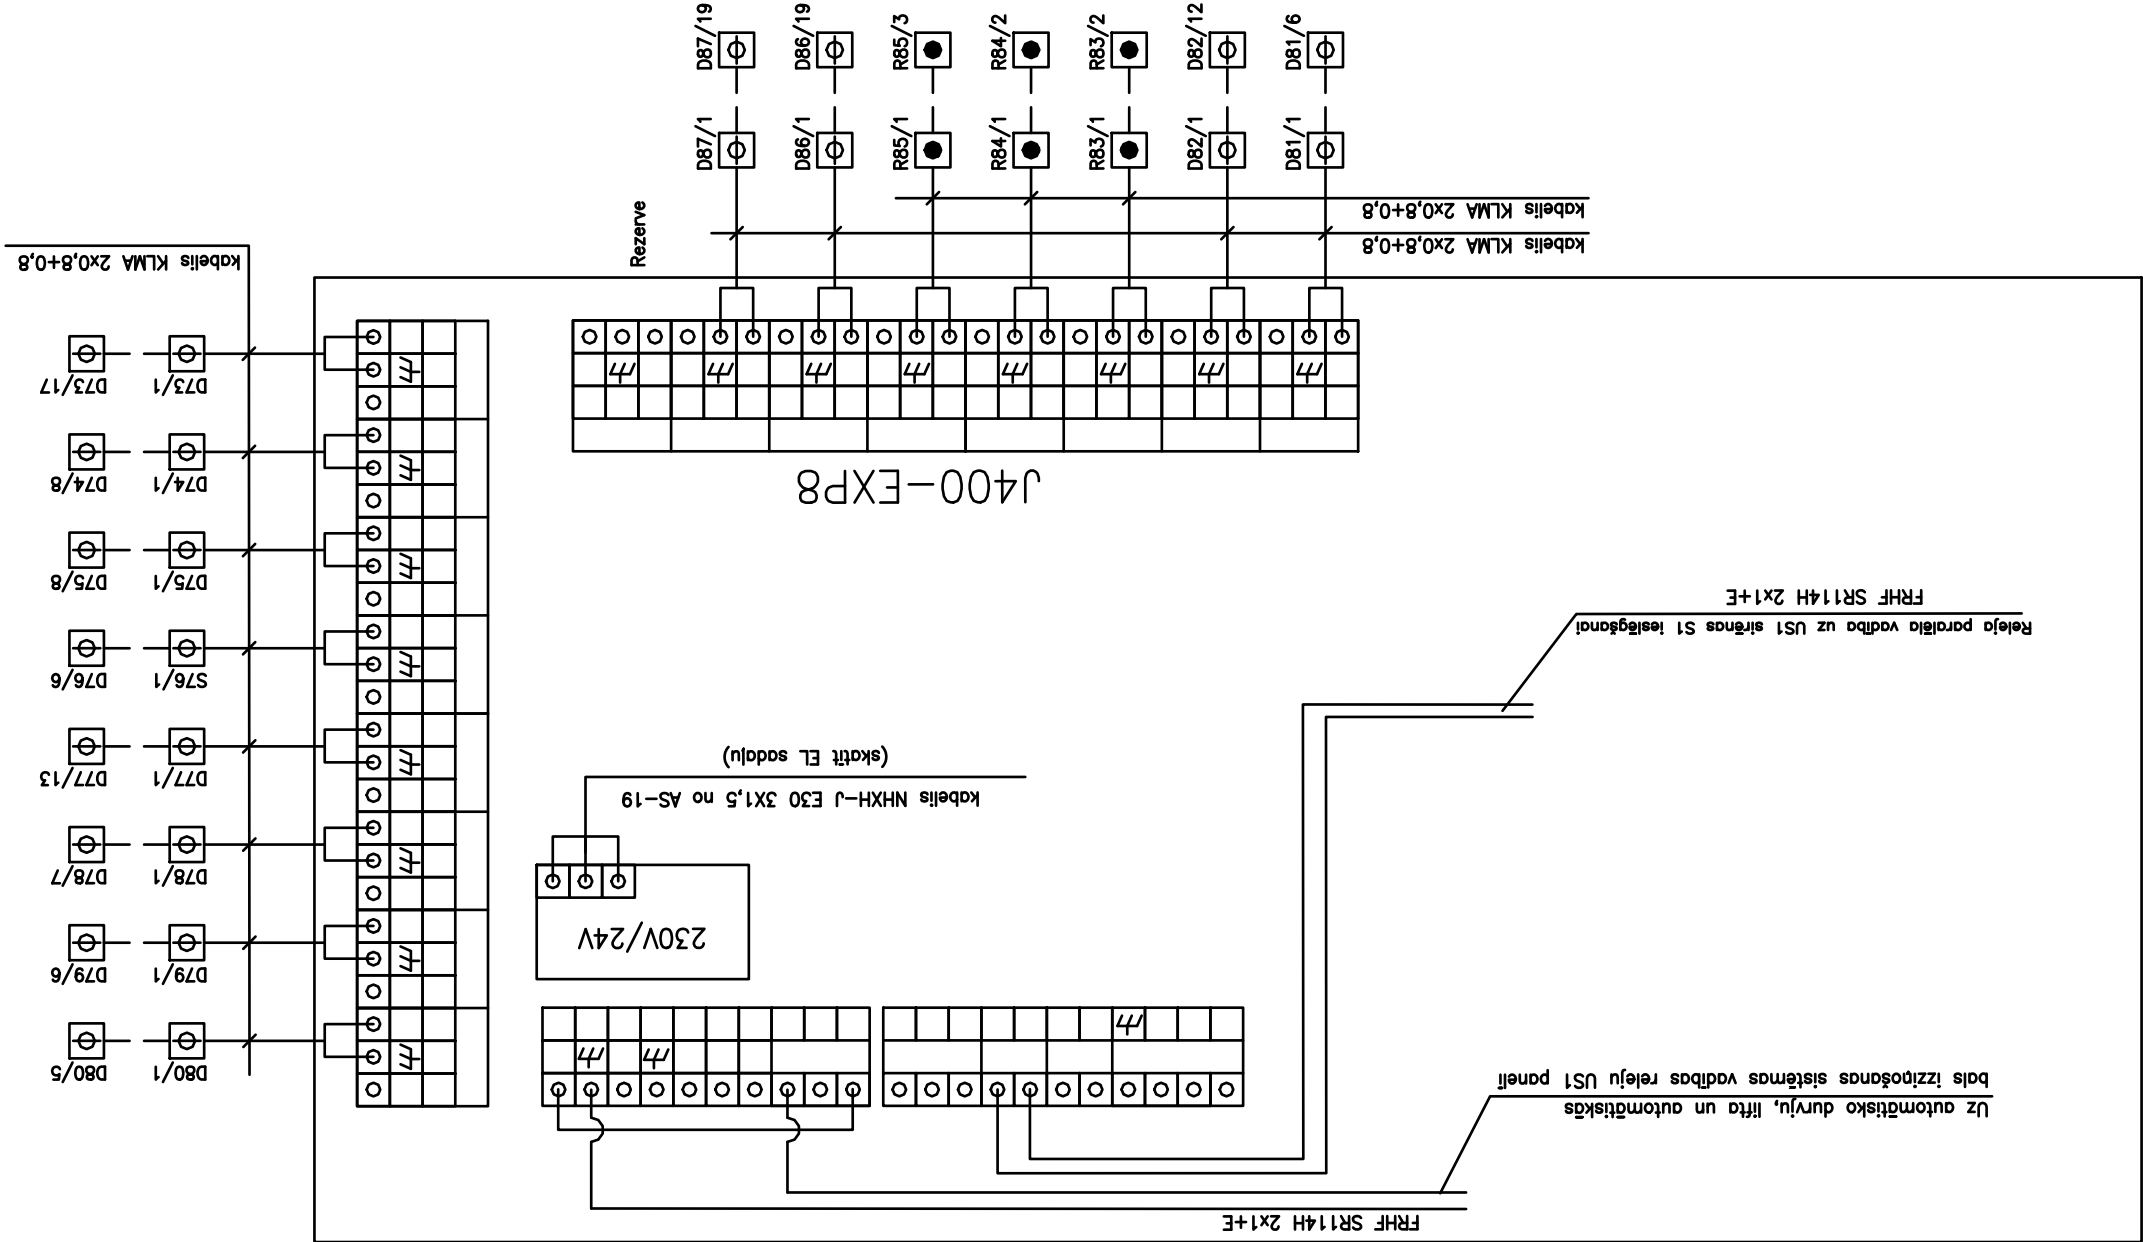 D87/19
D86/19
R85/3
R84/2
R83/2
D82/12
D81/6
D87/1
D86/1
R85/1
R84/1
R83/1
D82/1
D81/1
kabelis KLMA 2x0,8+0,8
kabelis KLMA 2x0,8+0,8
Rezerve
kabelis KLMA 2x0,8+0,8
D73/17
D73/1
D74/8
D74/1
D75/8
D75/1
D76/6
S76/1
D77/13
D77/1
D78/7
D78/1
D79/6
D79/1
D80/5
D80/1
J400-EXP8
FRHF SR114H 2x1+E
Releja paralēla vadība uz US1 sirēnas S1 ieslēgšanai
(skatīt EL sadaļu)
kabelis NHXH-J E30 3X1,5 no AS-19
230V/24V
Uz automātisko durvju, lifta un automātiskās
bals izziņošanas sistēmas vadības releju US1 panelī
FRHF SR114H 2x1+E